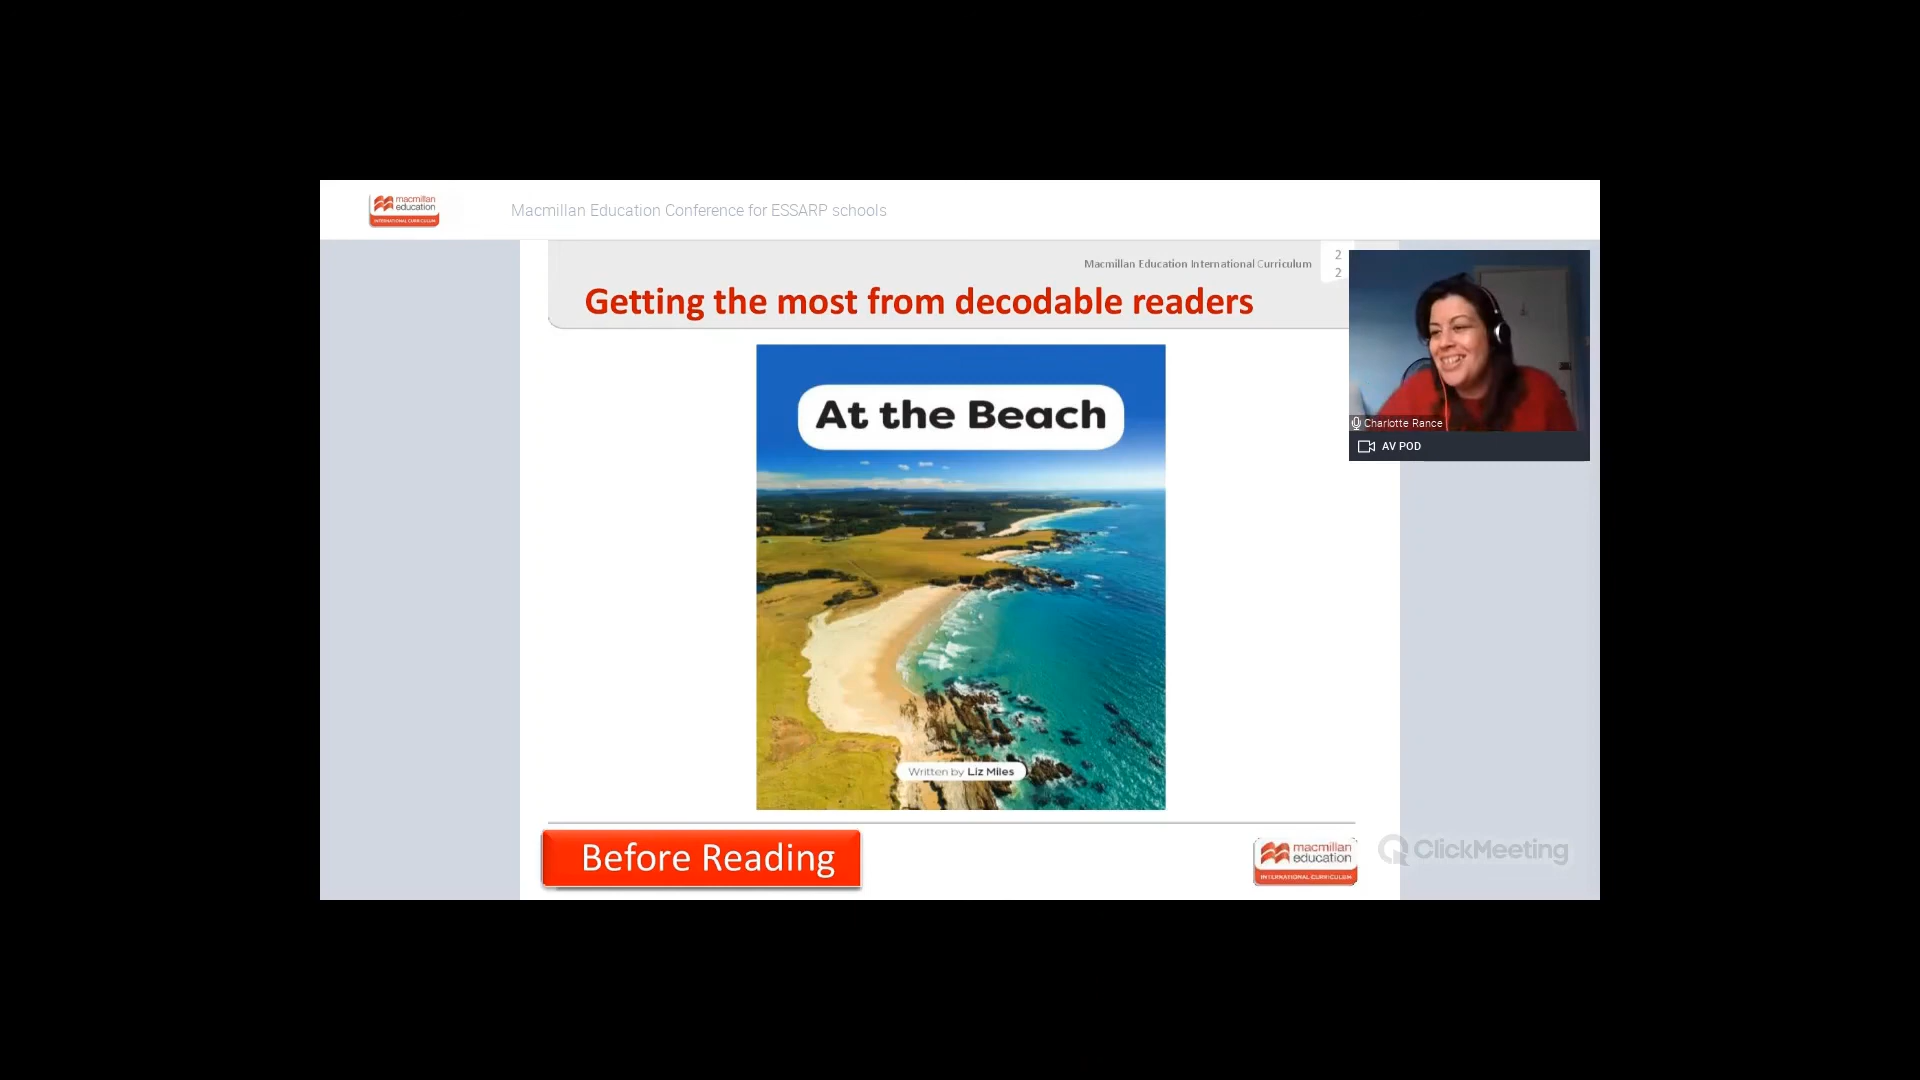 macmillan
education
INTERNATIONAL CURRICULUM
Macmillan Education Conference for ESSARP schools
Macmillan Education International Curriculum
2
2
Getting the most from decodable readers
At the Beach
Written by Liz Miles
Charlotte Rance
AV POD
Before Reading
macmillan
education
INTERNATIONAL CURRICULUM
ClickMeeting